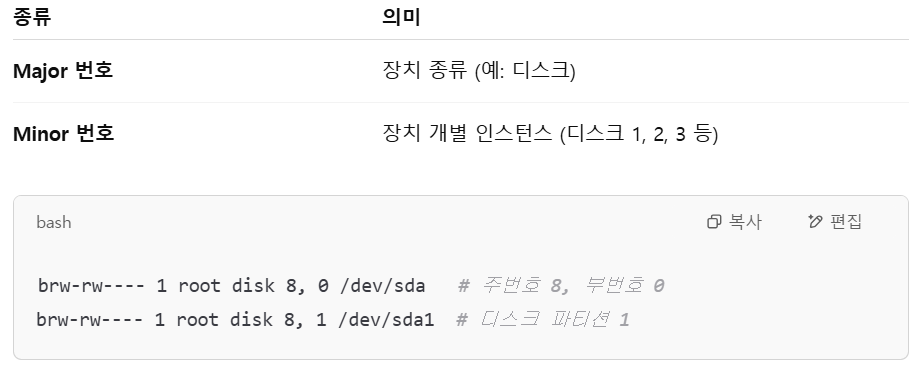 종류 의미
Major 번호 장치 종류 (예: 디스크)
Minor 번호 장치 개별 인스턴스 (디스크 1, 2, 3 등)
bash 복사 편집
brw-rw---- 1 root disk 8, 0 /dev/sda # 주번호 8, 부번호 0
brw-rw---- 1 root disk 8, 1 /dev/sda1 # 디스크 파티션 1